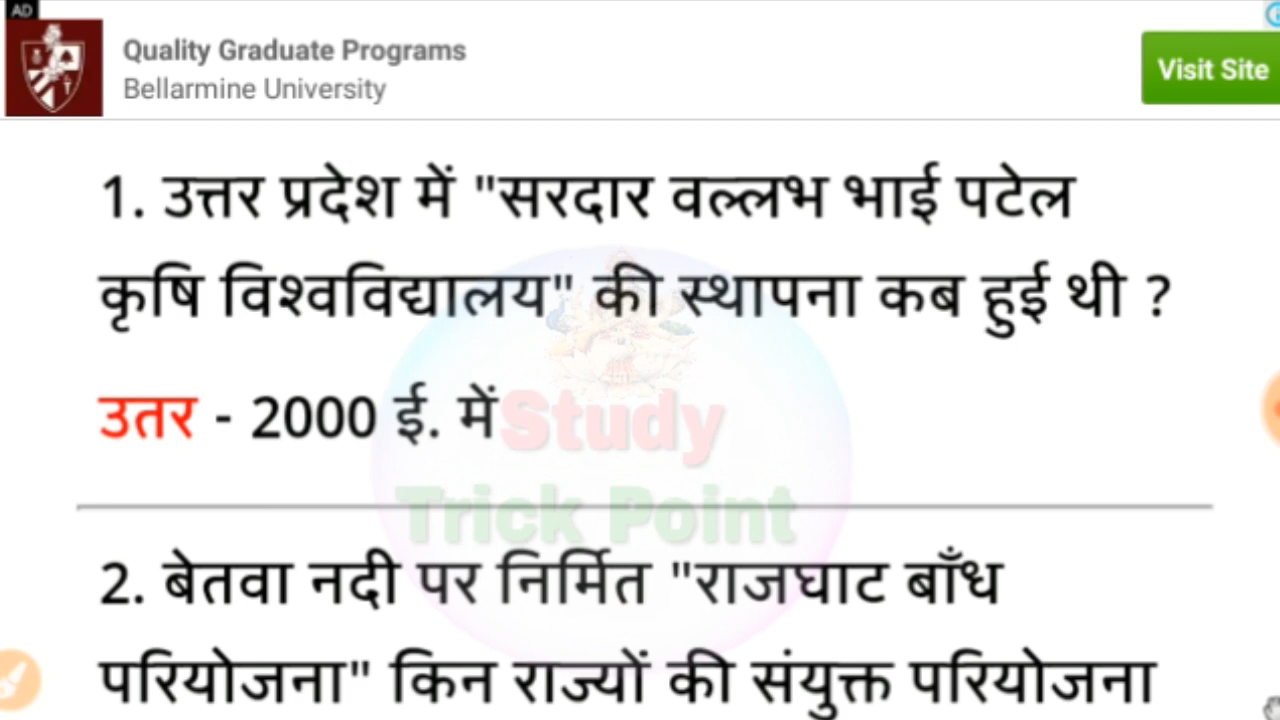 AD
Quality Graduate Programs
Bellarmine University
Visit Site
1. उत्तर प्रदेश में "सरदार वल्लभ भाई पटेल
कृषि विश्वविद्यालय" की स्थापना कब हुई थी ?
उतर - 2000 ई. में
Study
Trick Point
2. बेतवा नदी पर निर्मित "राजघाट बाँध
परियोजना" किन राज्यों की संयुक्त परियोजना